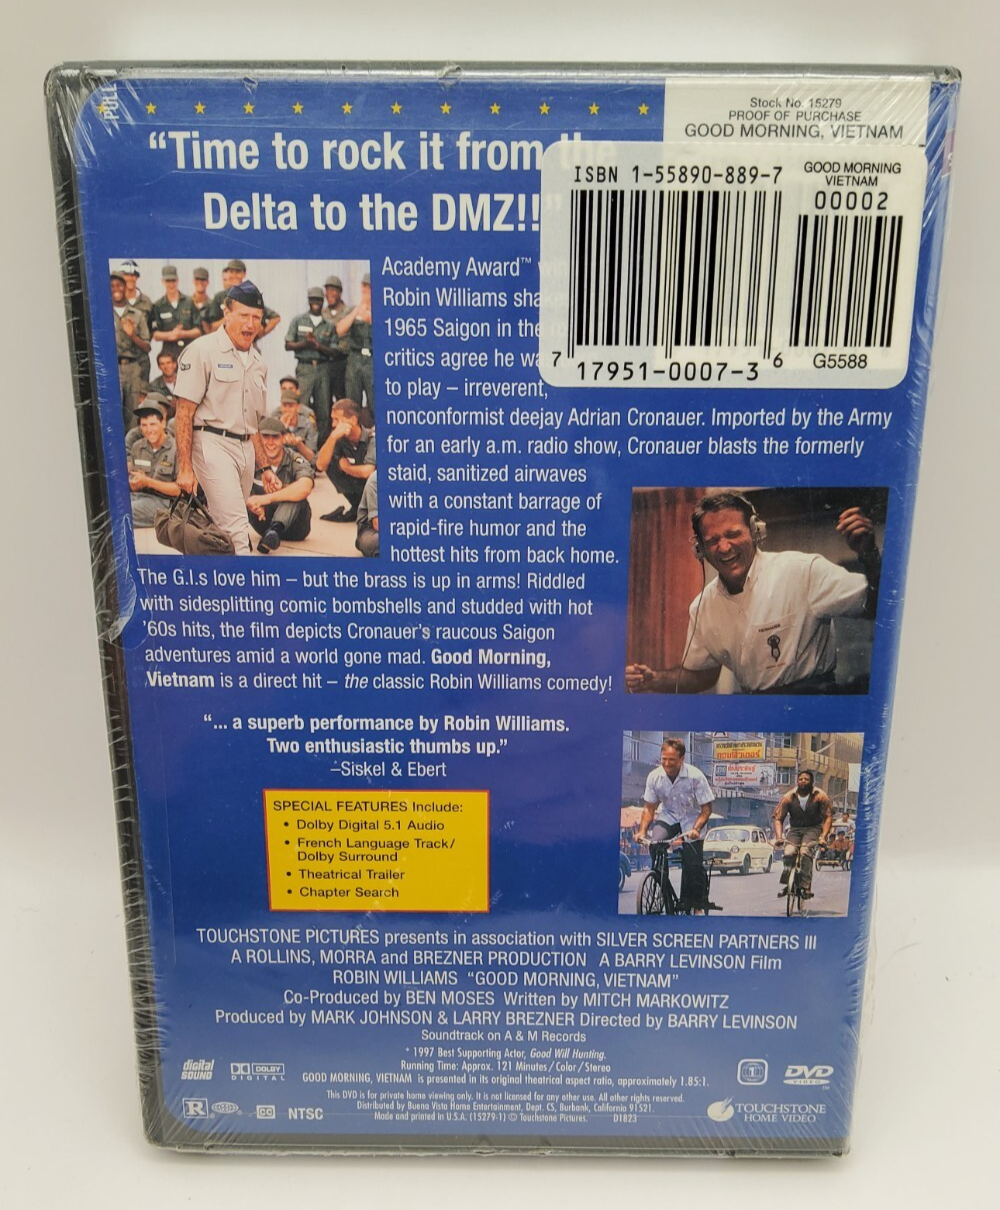 PULL
Stock No. 15279
PROOF OF PURCHASE
GOOD MORNING, VIETNAM
"Time to rock it from the
Delta to the DMZ!!"
ISBN 1-55890-889-7
GOOD MORNING
VIETNAM
00002
7 17951-0007-3 6
G5588
Academy Award™
Robin Williams
1965 Saigon in the
critics agree he
to play – irreverent,
nonconformist deejay Adrian Cronauer. Imported by the Army
for an early a.m. radio show, Cronauer blasts the formerly
staid, sanitized airwaves
with a constant barrage of
rapid-fire humor and the
hottest hits from back home.
The G.I.s love him – but the brass is up in arms! Riddled
with sidesplitting comic bombshells and studded with hot
'60s hits, the film depicts Cronauer's raucous Saigon
adventures amid a world gone mad. Good Morning,
Vietnam is a direct hit – the classic Robin Williams comedy!
"... a superb performance by Robin Williams.
Two enthusiastic thumbs up."
–Siskel & Ebert
SPECIAL FEATURES Include:
• Dolby Digital 5.1 Audio
• French Language Track/
Dolby Surround
• Theatrical Trailer
• Chapter Search
TOUCHSTONE PICTURES presents in association with SILVER SCREEN PARTNERS III
A ROLLINS, MORRA and BREZNER PRODUCTION A BARRY LEVINSON Film
ROBIN WILLIAMS "GOOD MORNING, VIETNAM"
Co-Produced by BEN MOSES Written by MITCH MARKOWITZ
Produced by MARK JOHNSON & LARRY BREZNER Directed by BARRY LEVINSON
Soundtrack on A & M Records
* 1997 Best Supporting Actor, Good Will Hunting.
Running Time: Approx. 121 Minutes/Color/Stereo
GOOD MORNING, VIETNAM is presented in its original theatrical aspect ratio, approximately 1.85:1.
This DVD is for private home viewing only. It is not licensed for any other use. All other rights reserved.
Distributed by Buena Vista Home Entertainment, Dept. CS, Burbank, California 91521.
Made and printed in U.S.A. (15279-1) © Touchstone Pictures. D1823
digital
SOUND
DOLBY
DIGITAL
R
CC
NTSC
1
DVD
VIDEO
TOUCHSTONE
HOME VIDEO